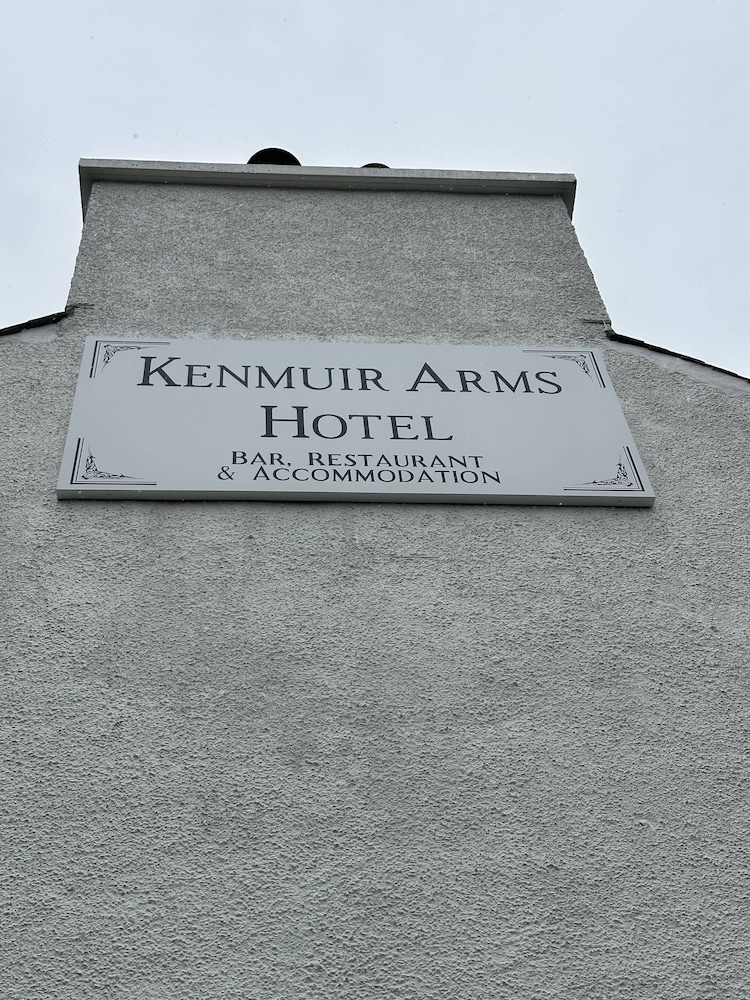 Kenmuir Arms
Hotel
Bar, Restaurant
& Accommodation